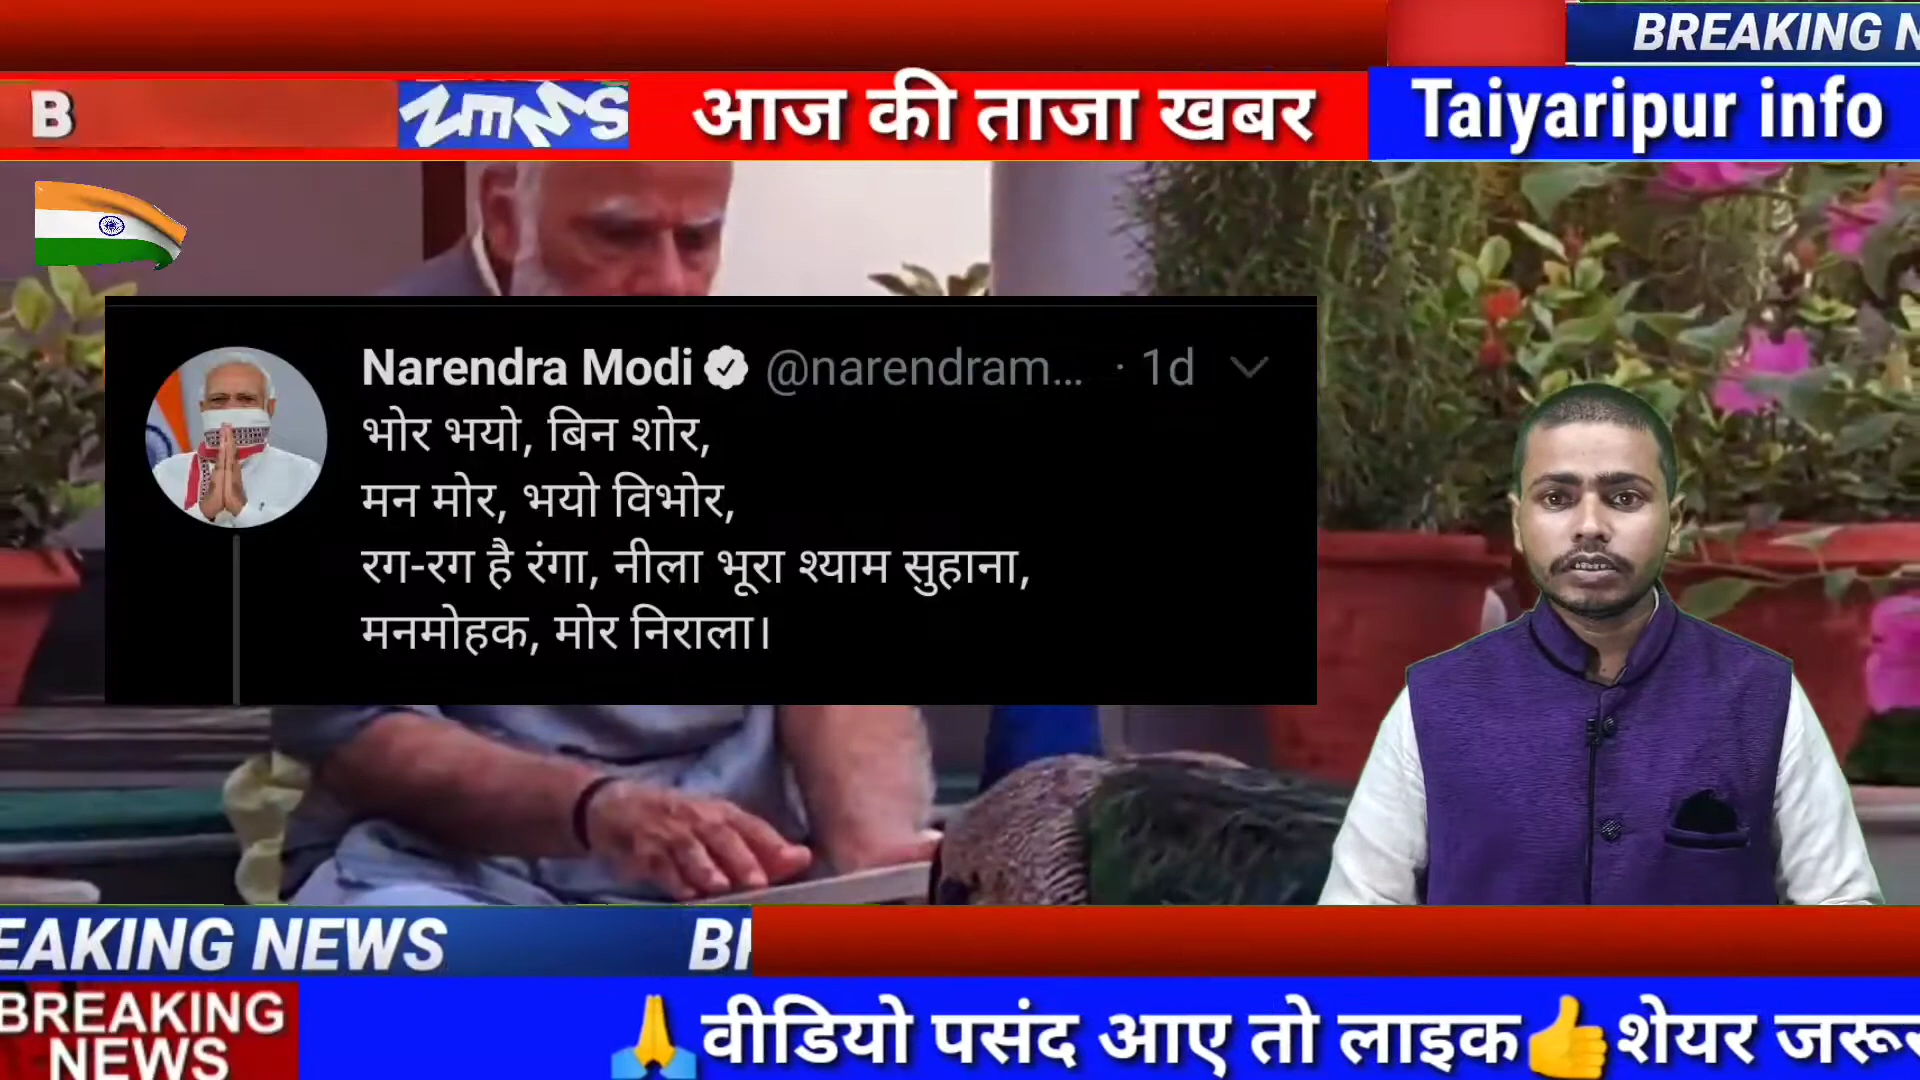 BREAKING N
B
NEWS
आज की ताजा खबर
Taiyaripur info
Narendra Modi @narendram... · 1d
भोर भयो, बिन शोर,
मन मोर, भयो विभोर,
रग-रग है रंगा, नीला भूरा श्याम सुहाना,
मनमोहक, मोर निराला।
EAKING NEWS
BREAKING
NEWS
🙏वीडियो पसंद आए तो लाइक👍शेयर जरू